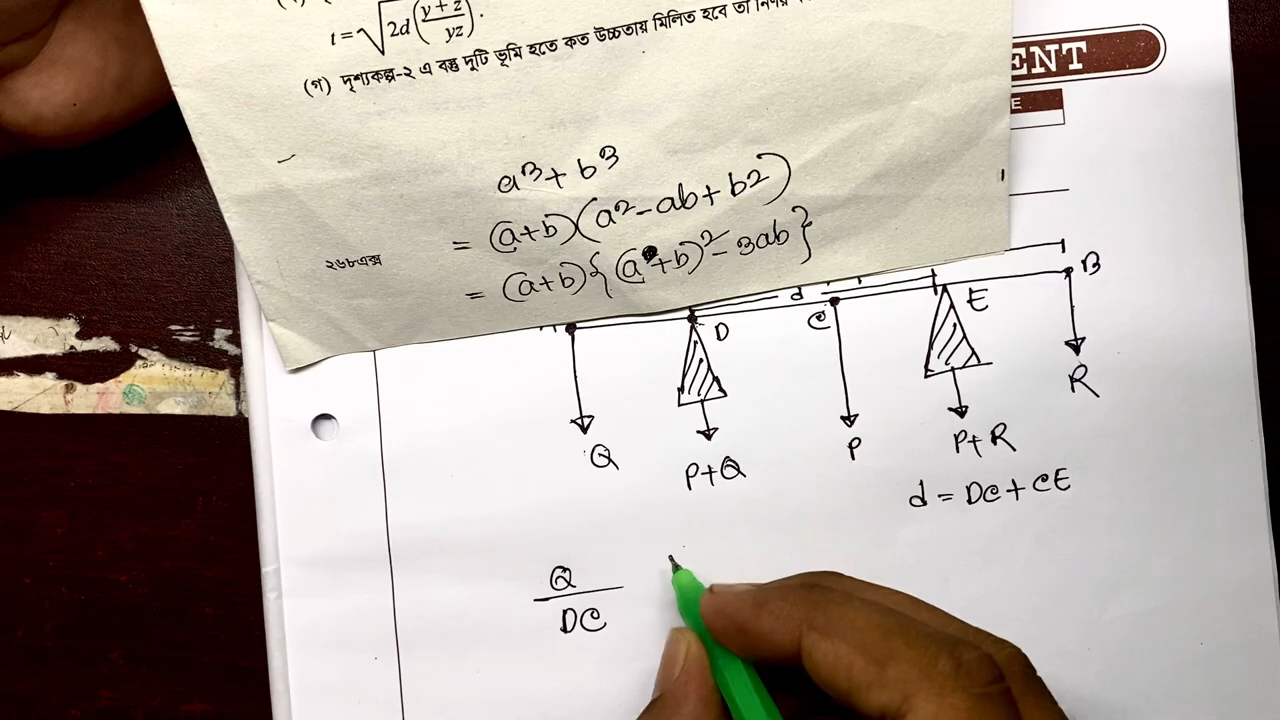 t = √2d(y + z / yz).
(গ) দৃশ্যকল্প-২ এ বস্তু দুটি ভূমি হতে কত উচ্চতায় মিলিত হবে তা নির্ণয়
ENT
E
a³ + b³
= (a+b)(a² - ab + b2)
২৬৮এক্স
= (a+b){(a+b)² - 3ab}
d
B
D
C
E
Q
P+Q
P
P+R
R
d = DC + CE
Q
DC